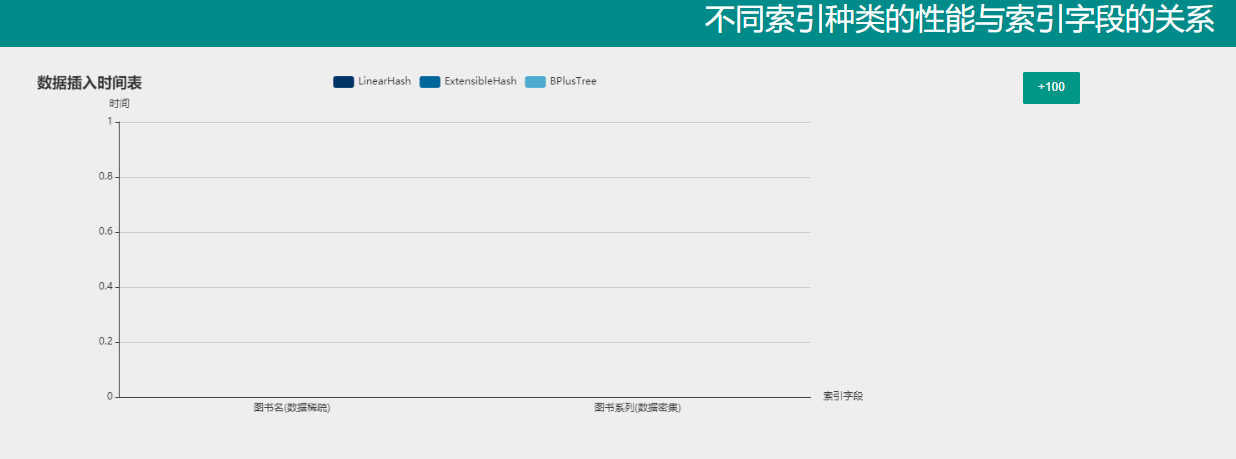 不同索引种类的性能与索引字段的关系
数据插入时间表
LinearHash ExtensibleHash BPlusTree
+100
时间
1
0.8
0.6
0.4
0.2
0
图书名(数据稀疏) 图书系列(数据密集)
索引字段